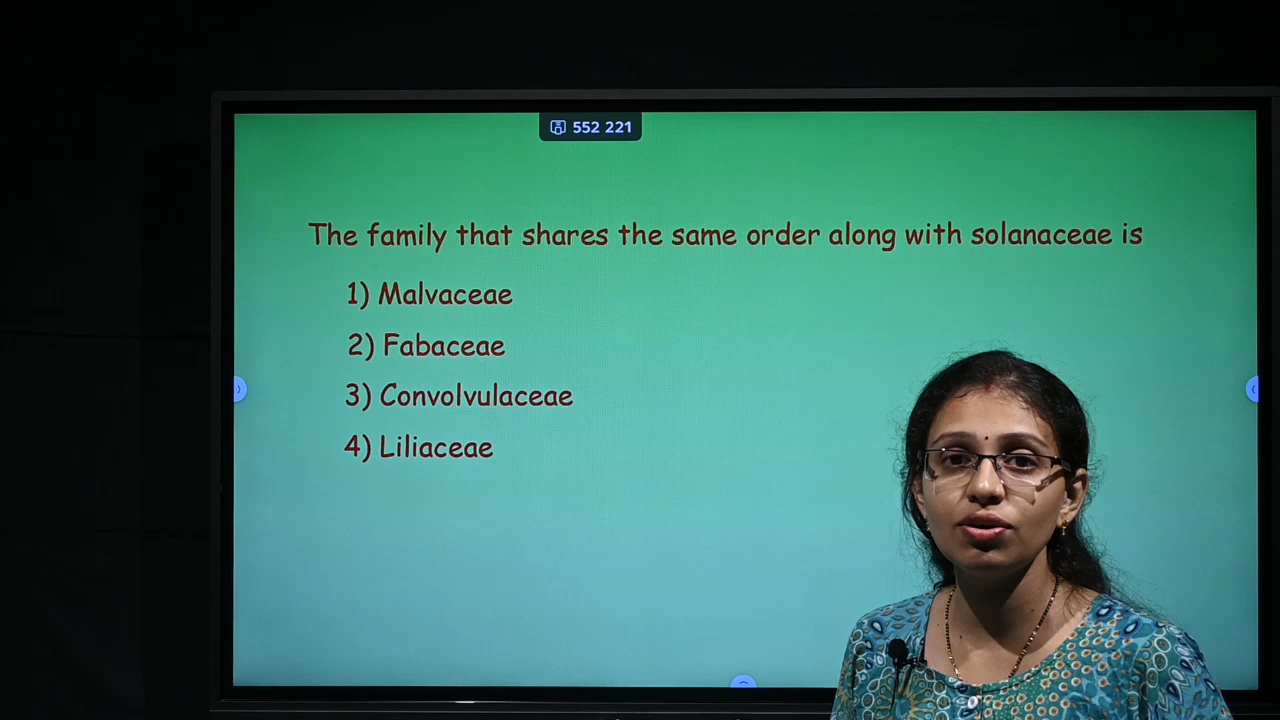 552 221
The family that shares the same order along with solanaceae is
1) Malvaceae
2) Fabaceae
3) Convolvulaceae
4) Liliaceae